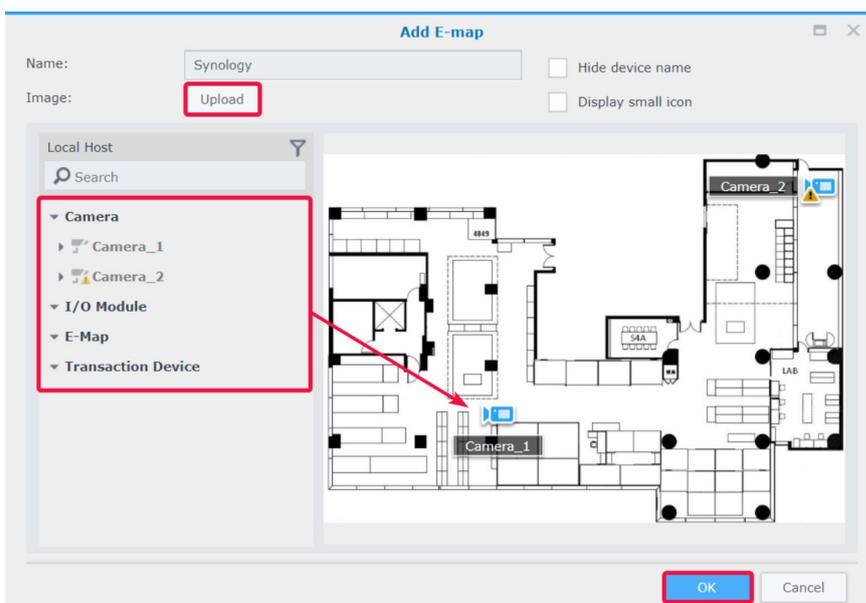 Add E-map
Name: Synology
Hide device name
Image: Upload
Display small icon
Local Host
Search
Camera
Camera_1
Camera_2
I/O Module
E-Map
Transaction Device
Camera_2
4849
S4A
LAB
Camera_1
OK Cancel